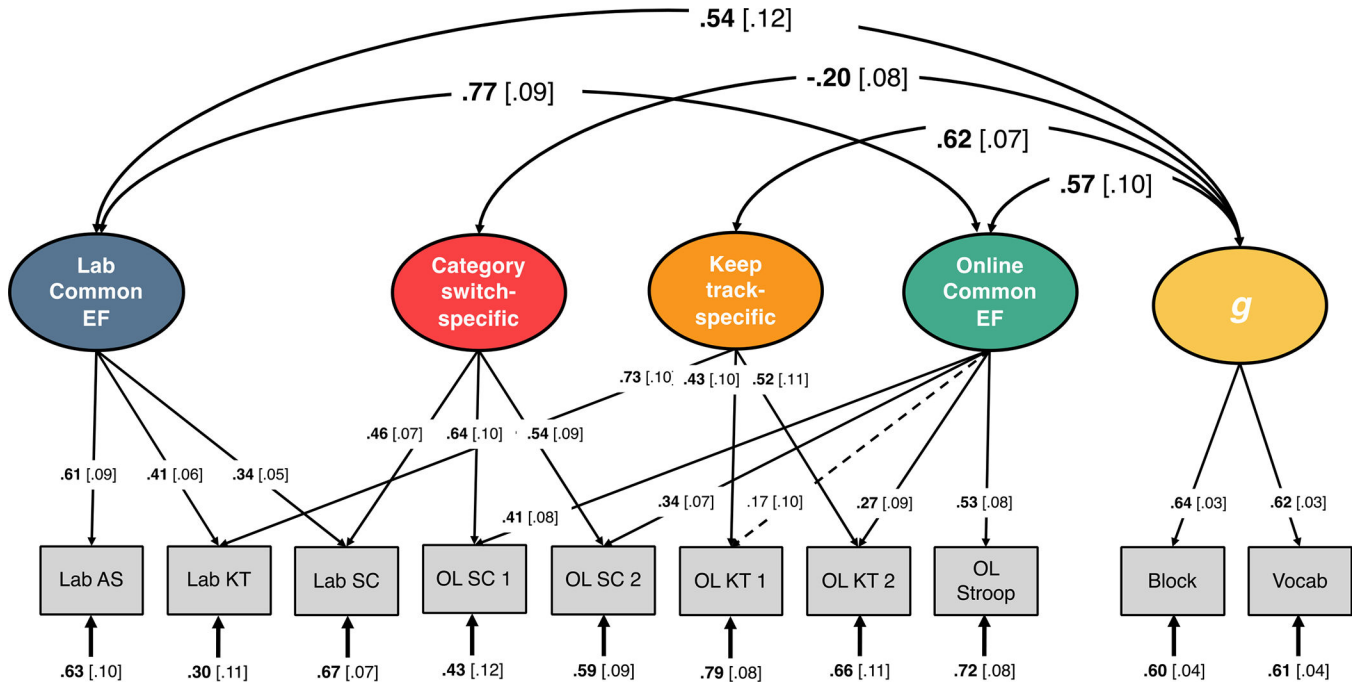 .54 [.12]
-.20 [.08]
.77 [.09]
.62 [.07]
.57 [.10]
Lab
Common
EF
Category
switch-
specific
Keep
track-
specific
Online
Common
EF
g
.73 [.10]
.43 [.10]
.52 [.11]
.46 [.07]
.64 [.10]
.54 [.09]
.61 [.09]
.41 [.06]
.34 [.05]
.41 [.08]
.34 [.07]
.17 [.10]
.27 [.09]
.53 [.08]
.64 [.03]
.62 [.03]
Lab AS
Lab KT
Lab SC
OL SC 1
OL SC 2
OL KT 1
OL KT 2
OL
Stroop
Block
Vocab
.63 [.10]
.30 [.11]
.67 [.07]
.43 [.12]
.59 [.09]
.79 [.08]
.66 [.11]
.72 [.08]
.60 [.04]
.61 [.04]